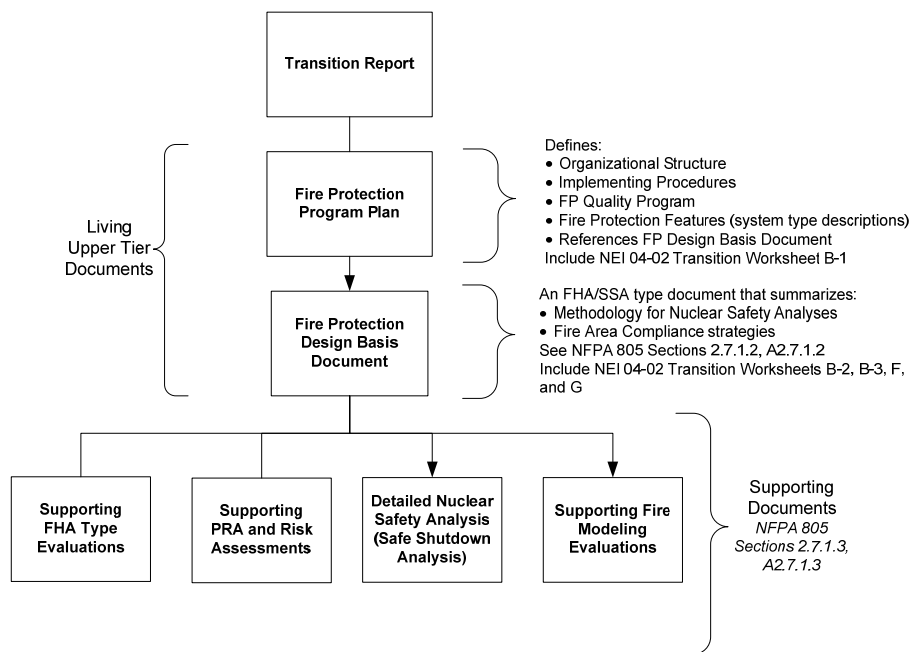 Transition Report
Living
Upper Tier
Documents
Fire Protection
Program Plan
Defines:
• Organizational Structure
• Implementing Procedures
• FP Quality Program
• Fire Protection Features (system type descriptions)
• References FP Design Basis Document
Include NEI 04-02 Transition Worksheet B-1
Fire Protection
Design Basis
Document
An FHA/SSA type document that summarizes:
• Methodology for Nuclear Safety Analyses
• Fire Area Compliance strategies
See NFPA 805 Sections 2.7.1.2, A2.7.1.2
Include NEI 04-02 Transition Worksheets B-2, B-3, F,
and G
Supporting
FHA Type
Evaluations
Supporting
PRA and Risk
Assessments
Detailed Nuclear
Safety Analysis
(Safe Shutdown
Analysis)
Supporting Fire
Modeling
Evaluations
Supporting
Documents
NFPA 805
Sections 2.7.1.3,
A2.7.1.3